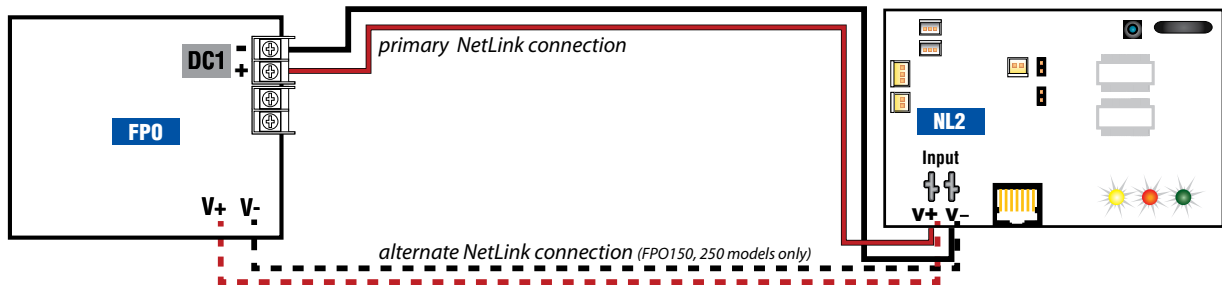 DC1
-
+
primary NetLink connection
FPO
NL2
Input
V+ V-
V+ V–
alternate NetLink connection (FPO150, 250 models only)